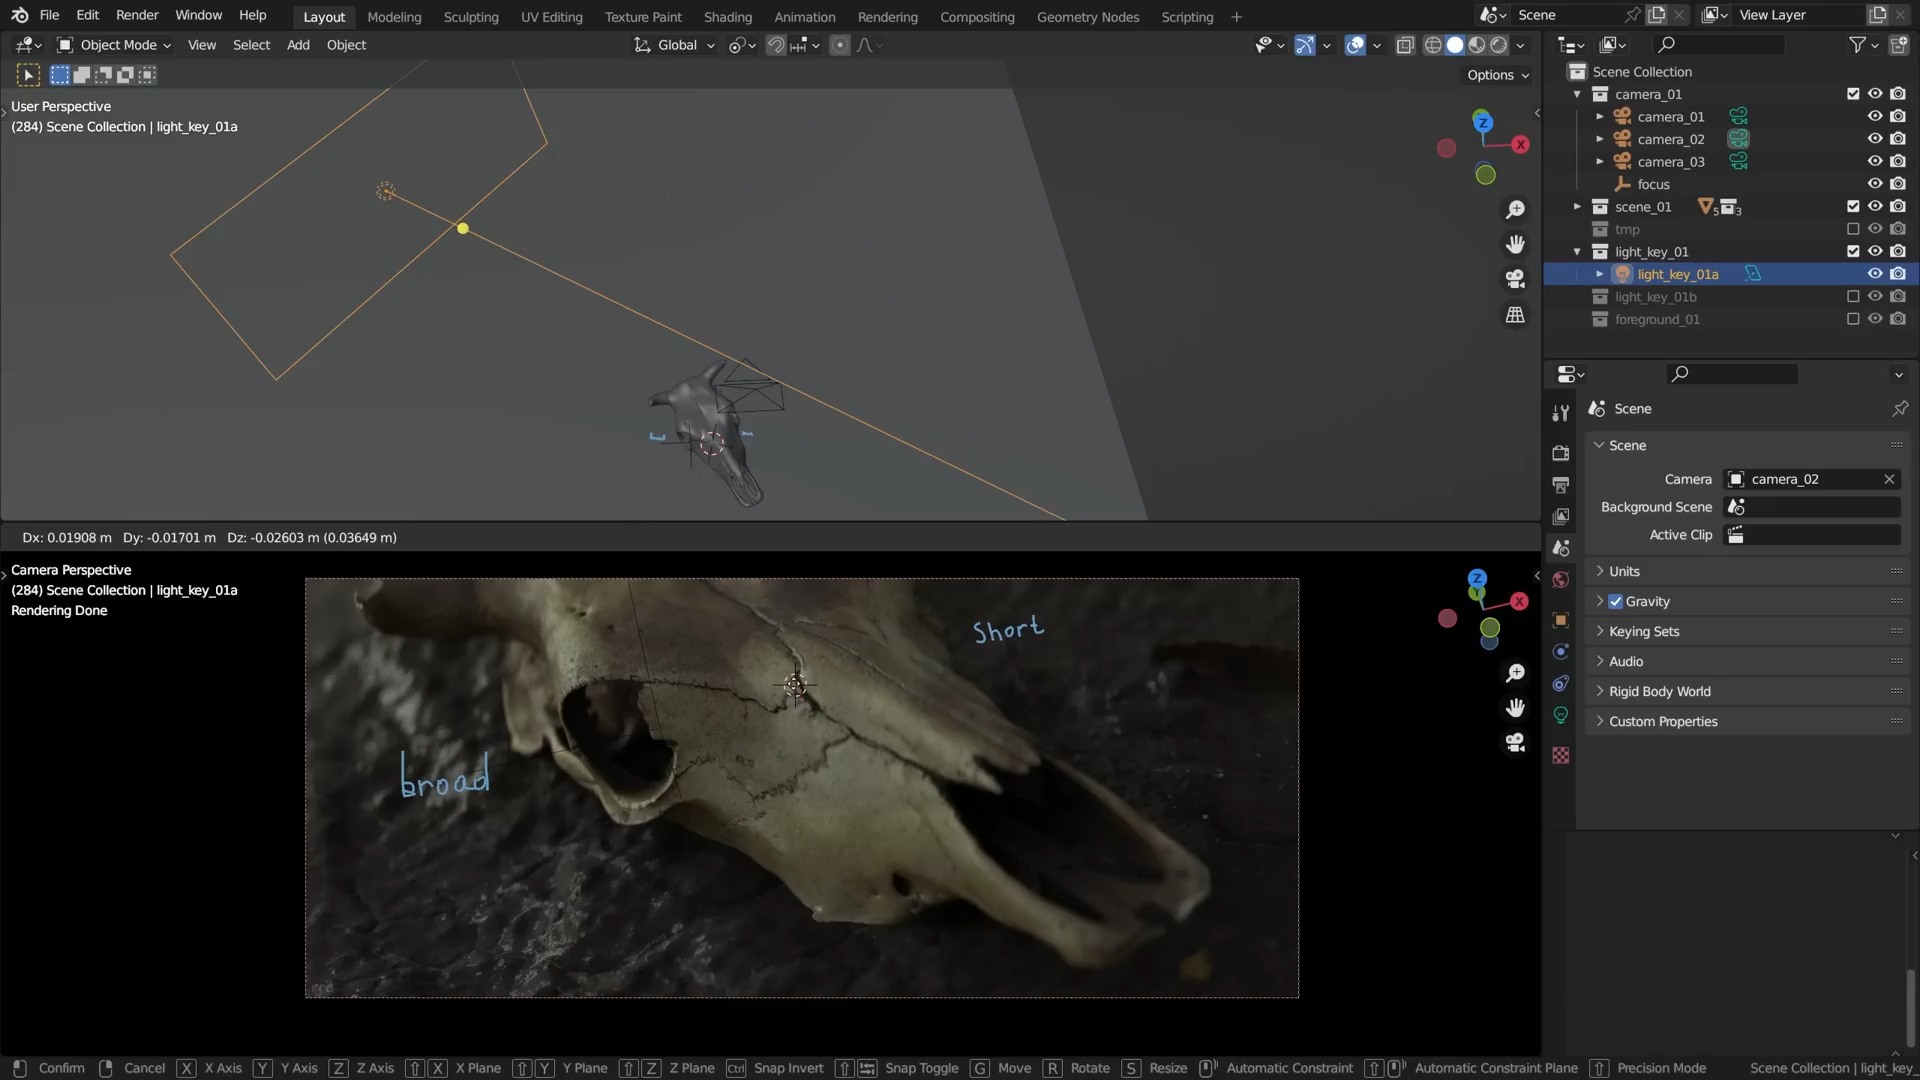 File Edit Render Window Help Layout Modeling Sculpting UV Editing Texture Paint Shading Animation Rendering Compositing Geometry Nodes Scripting + Scene View Layer
Object Mode View Select Add Object Global
Options
User Perspective
(284) Scene Collection | light_key_01a
Z
X
Scene Collection
camera_01
camera_01
camera_02
camera_03
focus
scene_01 5 3
tmp
light_key_01
light_key_01a
light_key_01b
foreground_01
Scene
Scene
Camera camera_02
Background Scene
Active Clip
Units
Gravity
Keying Sets
Audio
Rigid Body World
Custom Properties
Dx: 0.01908 m Dy: -0.01701 m Dz: -0.02603 m (0.03649 m)
Camera Perspective
(284) Scene Collection | light_key_01a
Rendering Done
Z
Y
X
Short
broad
Confirm Cancel X X Axis Y Y Axis Z Z Axis X X Plane Y Y Plane Z Z Plane Ctrl Snap Invert Snap Toggle G Move R Rotate S Resize Automatic Constraint Automatic Constraint Plane Precision Mode Scene Collection | light_key_